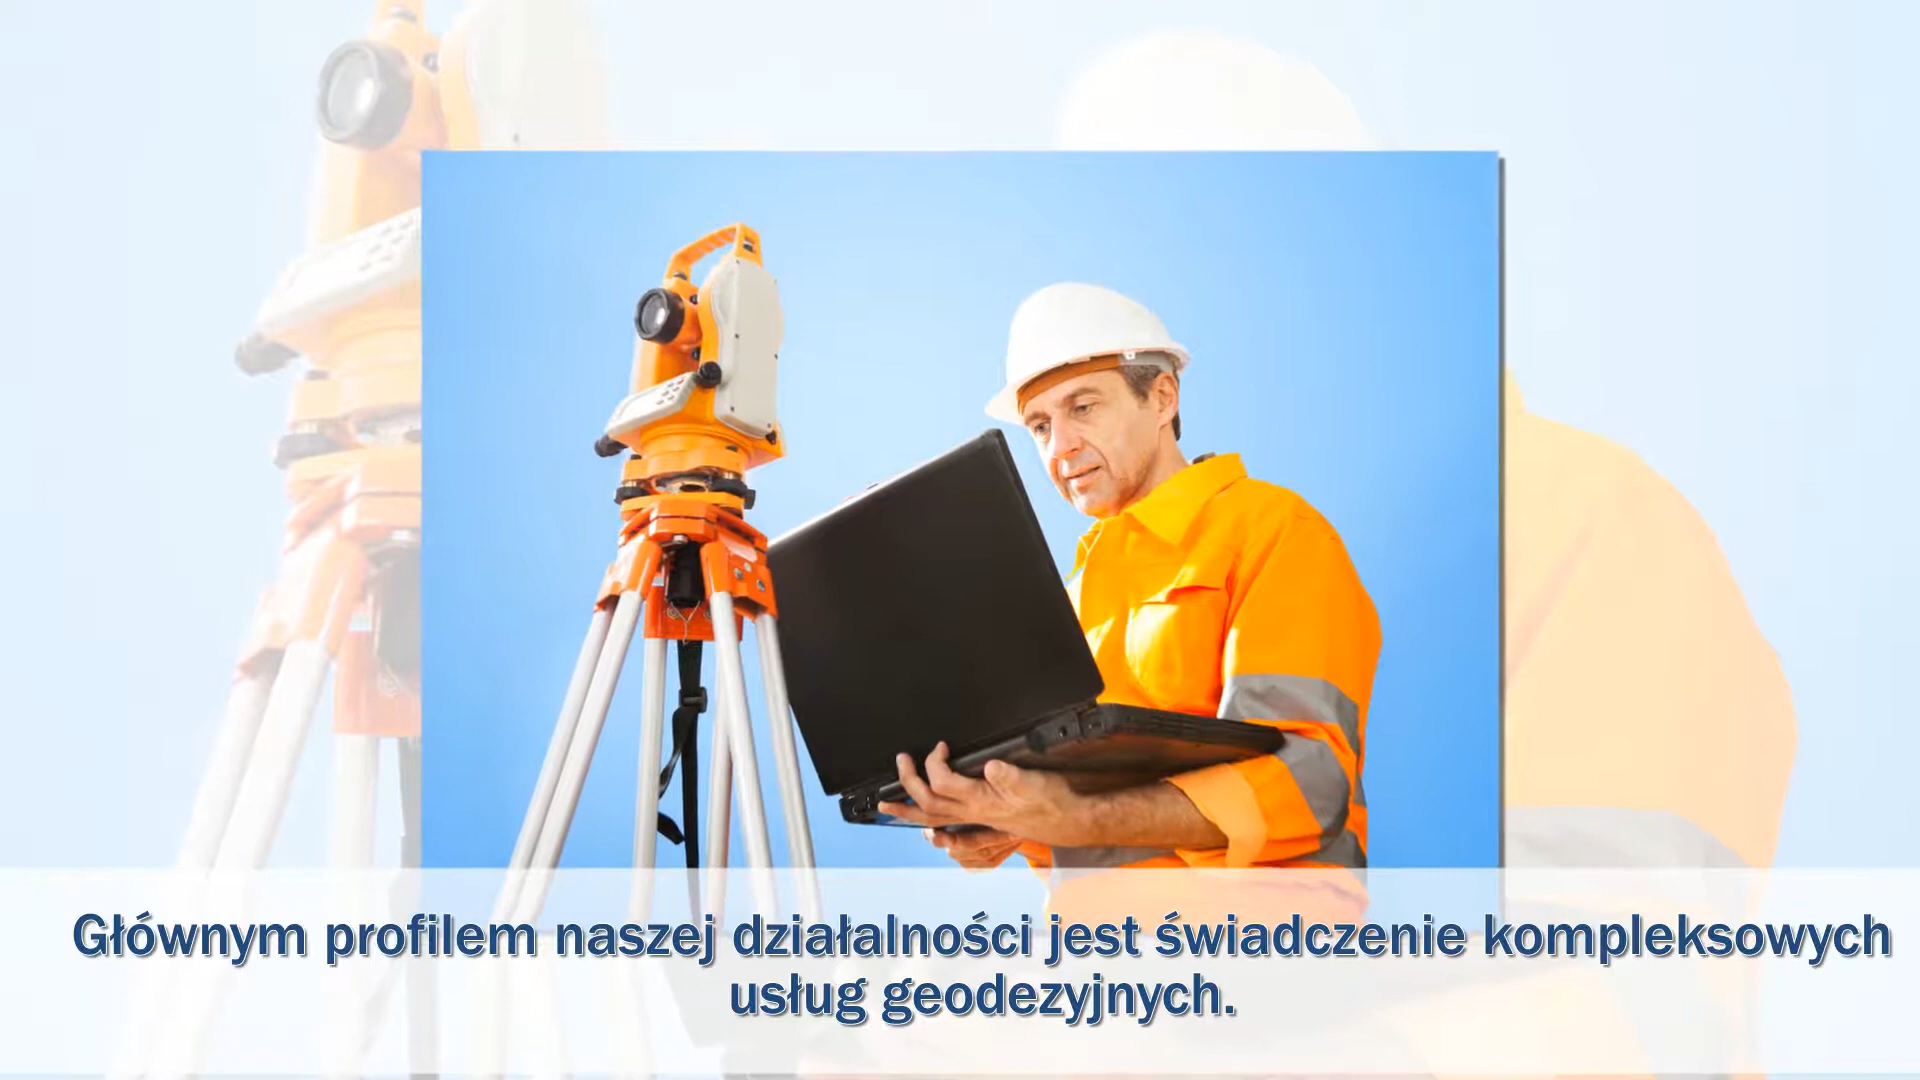 Głównym profilem naszej działalności jest świadczenie kompleksowych
usług geodezyjnych.